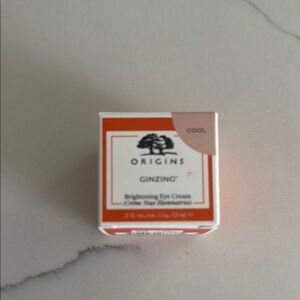 COOL
ORIGINS
GINZING™
Brightening Eye Cream
(Crème Yeux Illuminatrice)